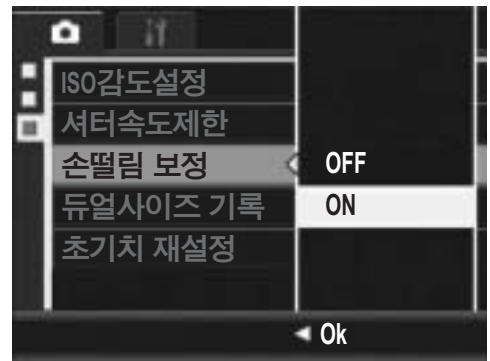 ISO감도설정
셔터속도제한
손떨림 보정 OFF
듀얼사이즈 기록 ON
초기치 재설정
Ok